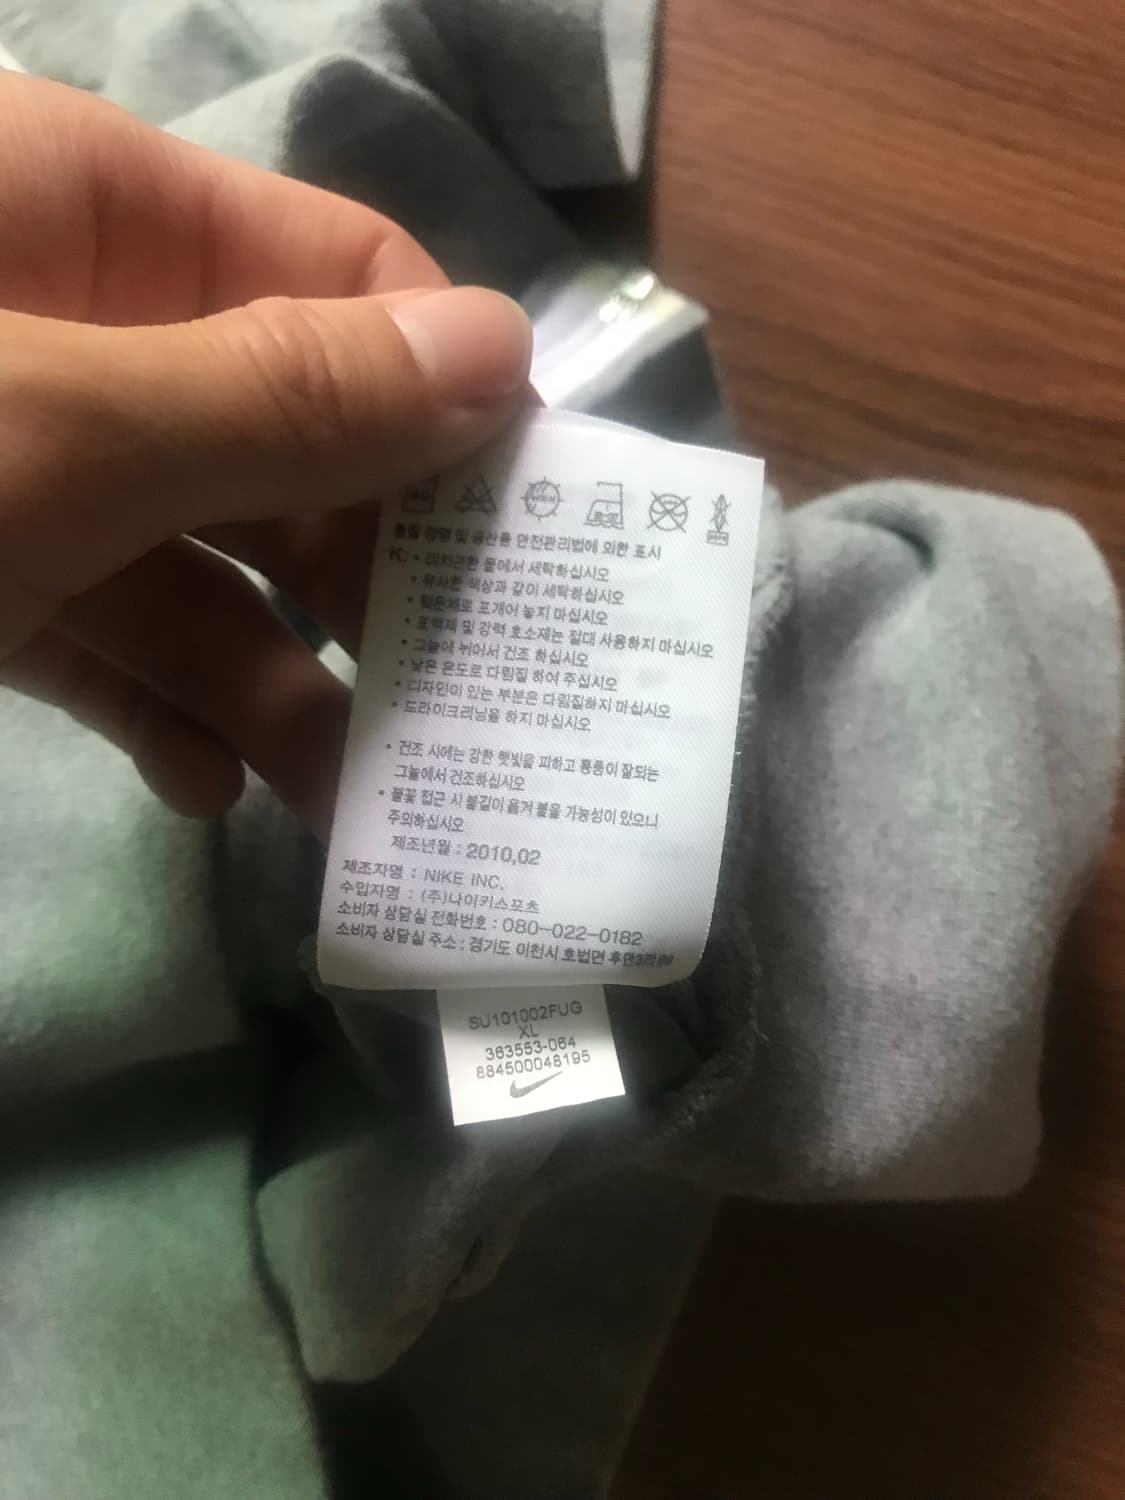 품질 경영 및 공산품 안전관리법에 의한 표시
K: • 미지근한 물에서 세탁하십시오
• 유사한 색상과 같이 세탁하십시오
• 젖은채로 포개어 놓지 마십시오
• 표백제 및 강력 효소제는 절대 사용하지 마십시오
• 그늘에 뉘어서 건조 하십시오
• 낮은 온도로 다림질 하여 주십시오
• 디자인이 있는 부분은 다림질하지 마십시오
• 드라이크리닝을 하지 마십시오
• 건조 시에는 강한 햇빛을 피하고 통풍이 잘되는
그늘에서 건조하십시오
• 불꽃 접근 시 불길이 옮겨 붙을 가능성이 있으니
주의하십시오
제조년월 : 2010,02
제조자명 : NIKE INC.
수입자명 : (주)나이키스포츠
소비자 상담실 전화번호 : 080-022-0182
소비자 상담실 주소 : 경기도 이천시 호법면 후안3리
SU101002FUG
XL
363553-064
884500048195